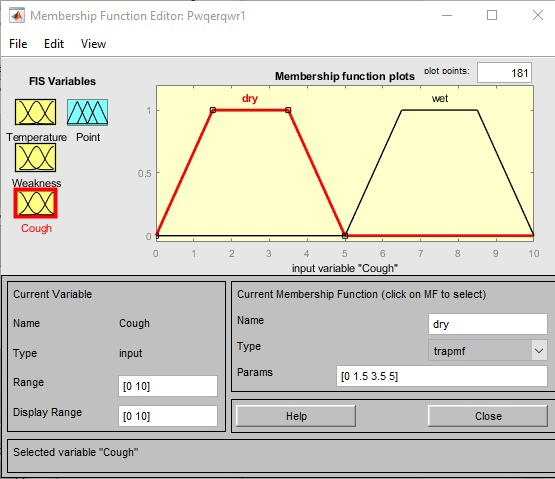 Membership Function Editor: Pwqerqwr1
File Edit View
FIS Variables
Membership function plots
plot points:
181
Temperature
Point
Weakness
Cough
dry
wet
1
0.5
0
0 1 2 3 4 5 6 7 8 9 10
input variable "Cough"
Current Variable
Name Cough
Type input
Range [0 10]
Display Range [0 10]
Current Membership Function (click on MF to select)
Name dry
Type trapmf
Params [0 1.5 3.5 5]
Help
Close
Selected variable "Cough"